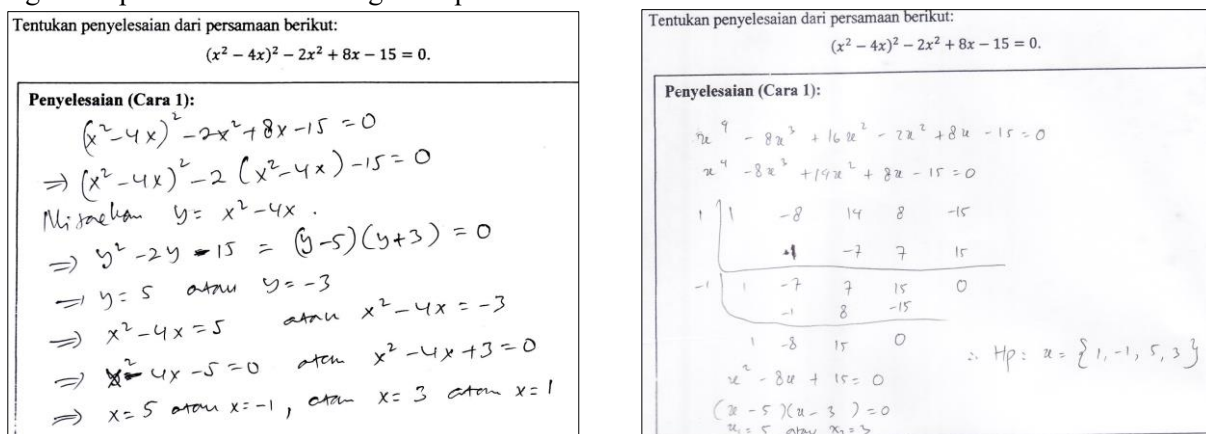 Tentukan penyelesaian dari persamaan berikut:
(x² − 4x)² − 2x² + 8x − 15 = 0.
Penyelesaian (Cara 1):
(x²-4x)² - 2x² + 8x - 15 = 0
⇒ (x²-4x)² - 2(x²-4x) - 15 = 0
Misalkan y = x² - 4x.
⇒ y² - 2y - 15 = (y-5)(y+3) = 0
⇒ y = 5 atau y = -3
⇒ x² - 4x = 5 atau x² - 4x = -3
⇒ x² - 4x - 5 = 0 atau x² - 4x + 3 = 0
⇒ x = 5 atau x = -1, atau x = 3 atau x = 1
Tentukan penyelesaian dari persamaan berikut:
(x² − 4x)² − 2x² + 8x − 15 = 0.
Penyelesaian (Cara 1):
x⁴ - 8x³ + 16x² - 2x² + 8x - 15 = 0
x⁴ - 8x³ + 14x² + 8x - 15 = 0
1 | 1 -8 14 8 -15
1 -7 7 15
-1 | 1 -7 7 15 0
-1 8 -15
1 -8 15 0
∴ Hp: x = {1, -1, 5, 3}
x² - 8x + 15 = 0
(x - 5)(x - 3) = 0
x₁ = 5 atau x₂ = 3